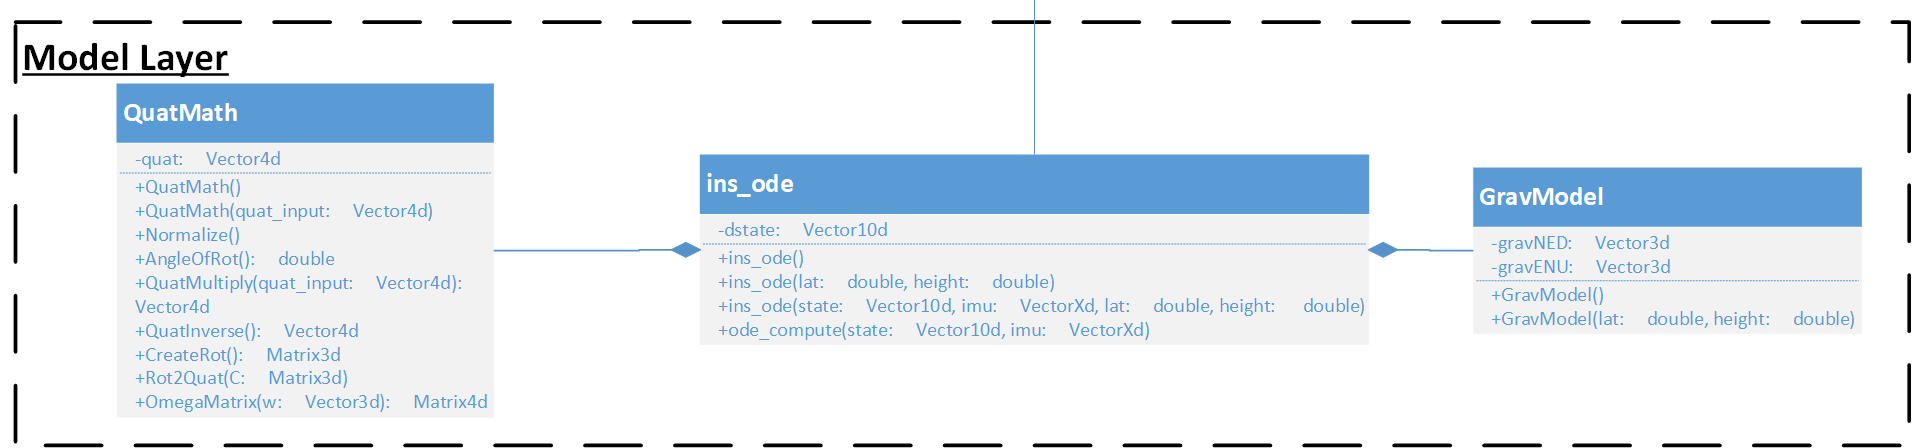 Model Layer
QuatMath
-quat: Vector4d
+QuatMath()
+QuatMath(quat_input: Vector4d)
+Normalize()
+AngleOfRot(): double
+QuatMultiply(quat_input: Vector4d):
Vector4d
+QuatInverse(): Vector4d
+CreateRot(): Matrix3d
+Rot2Quat(C: Matrix3d)
+OmegaMatrix(w: Vector3d): Matrix4d
ins_ode
-dstate: Vector10d
+ins_ode()
+ins_ode(lat: double, height: double)
+ins_ode(state: Vector10d, imu: VectorXd, lat: double, height: double)
+ode_compute(state: Vector10d, imu: VectorXd)
GravModel
-gravNED: Vector3d
-gravENU: Vector3d
+GravModel()
+GravModel(lat: double, height: double)